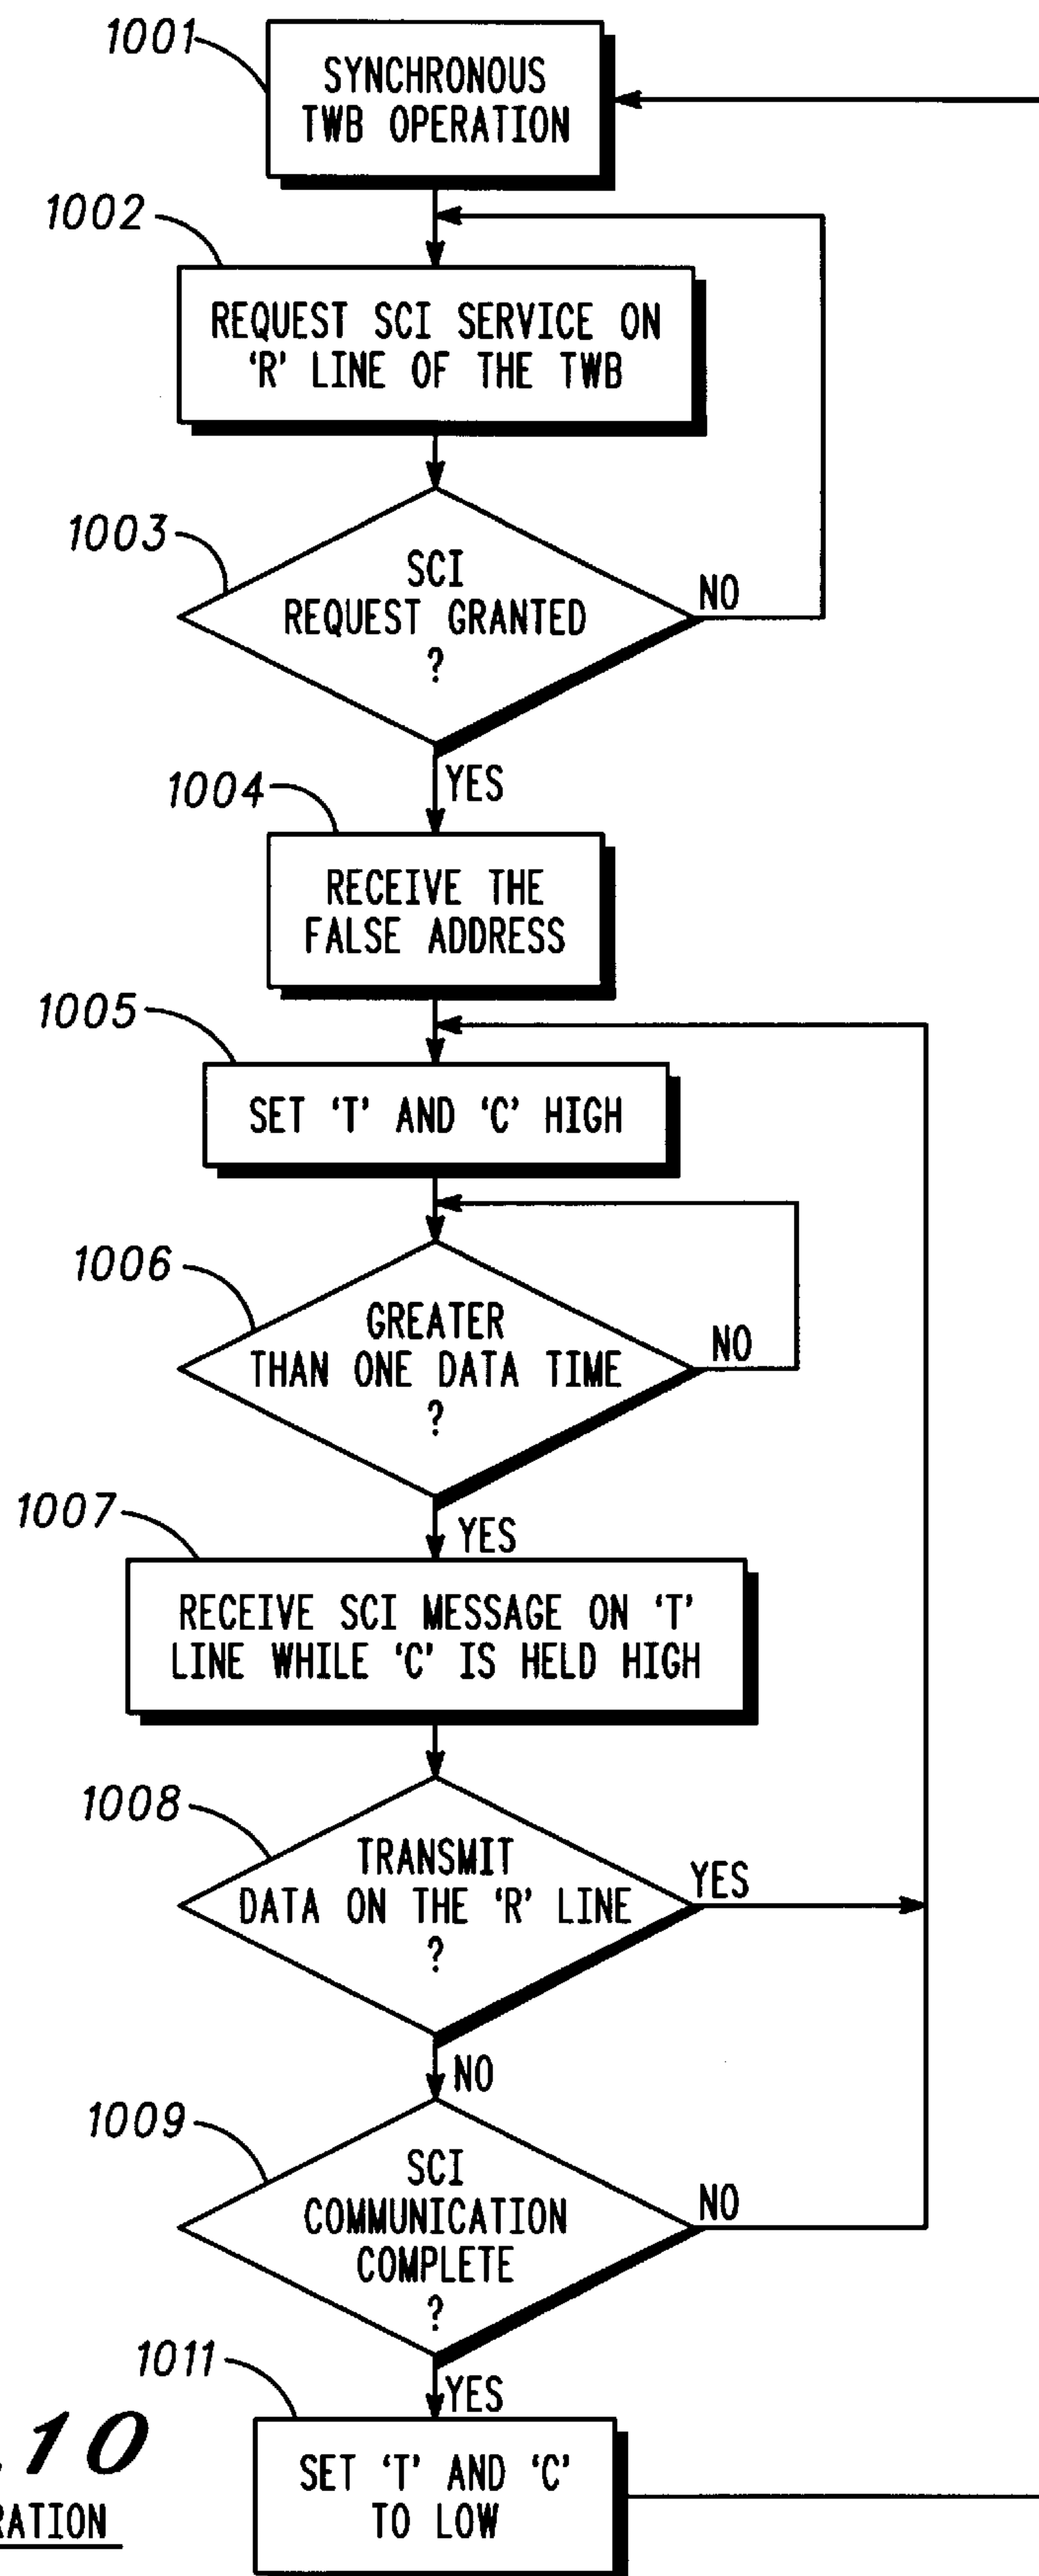 1001
SYNCHRONOUS
TWB OPERATION
1002
REQUEST SCI SERVICE ON
‘R’ LINE OF THE TWB
1003
SCI
REQUEST GRANTED
?
NO
YES
1004
RECEIVE THE
FALSE ADDRESS
1005
SET ‘T’ AND ‘C’ HIGH
1006
GREATER
THAN ONE DATA TIME
?
NO
YES
1007
RECEIVE SCI MESSAGE ON ‘T’
LINE WHILE ‘C’ IS HELD HIGH
1008
TRANSMIT
DATA ON THE ‘R’ LINE
?
YES
NO
1009
SCI
COMMUNICATION
COMPLETE
?
NO
YES
1011
SET ‘T’ AND ‘C’
TO LOW
.10
RATION